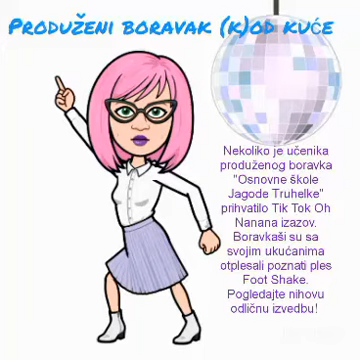 Produženi boravak (k)od kuće
Nekoliko je učenika
produženog boravka
"Osnovne škole
Jagode Truhelke"
prihvatilo Tik Tok Oh
Nanana izazov.
Boravkaši su sa
svojim ukućanima
otplesali poznati ples
Foot Shake.
Pogledajte nihovu
odličnu izvedbu!